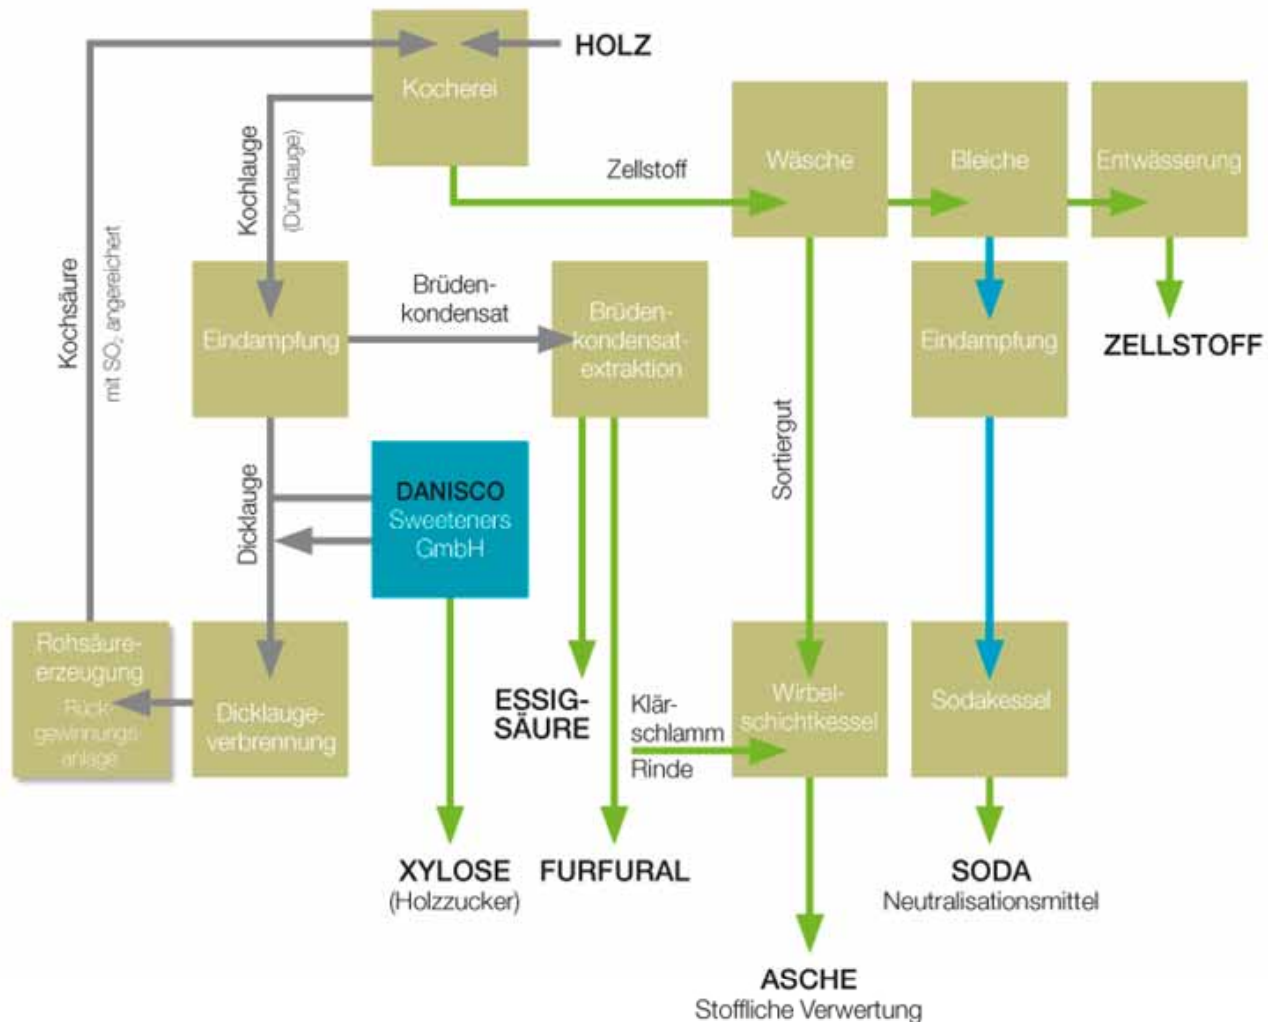 HOLZ
Kocherei
Kochlauge
(Dünnlauge)
Zellstoff
Wäsche
Bleiche
Entwässerung
Kochsäure
mit SO₂ angereichert
Eindampfung
Brüden-
kondensat
Brüden-
kondensat-
extraktion
Eindampfung
ZELLSTOFF
Dicklauge
DANISCO
Sweeteners
GmbH
Sortiergut
Rohsäure-
erzeugung
Rück-
gewinnungs-
anlage
Dicklauge-
verbrennung
ESSIG-
SÄURE
Klär-
schlamm
Rinde
Wirbel-
schichtkessel
Sodakessel
XYLOSE
(Holzzucker)
FURFURAL
SODA
Neutralisationsmittel
ASCHE
Stoffliche Verwertung